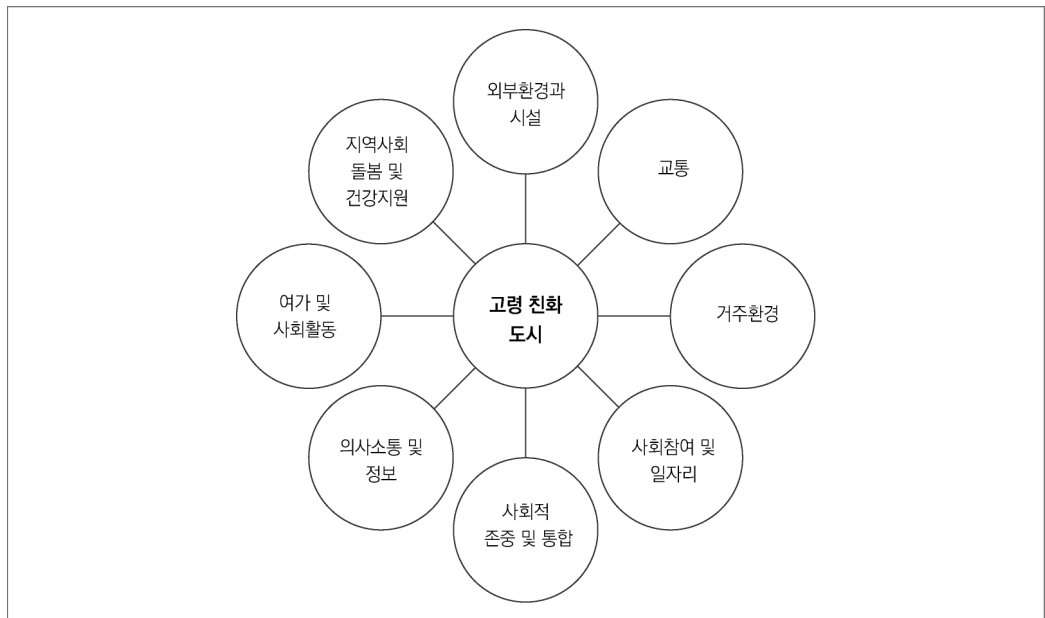 외부환경과
시설
교통
거주환경
사회참여 및
일자리
사회적
존중 및 통합
의사소통 및
정보
여가 및
사회활동
지역사회
돌봄 및
건강지원
고령 친화
도시